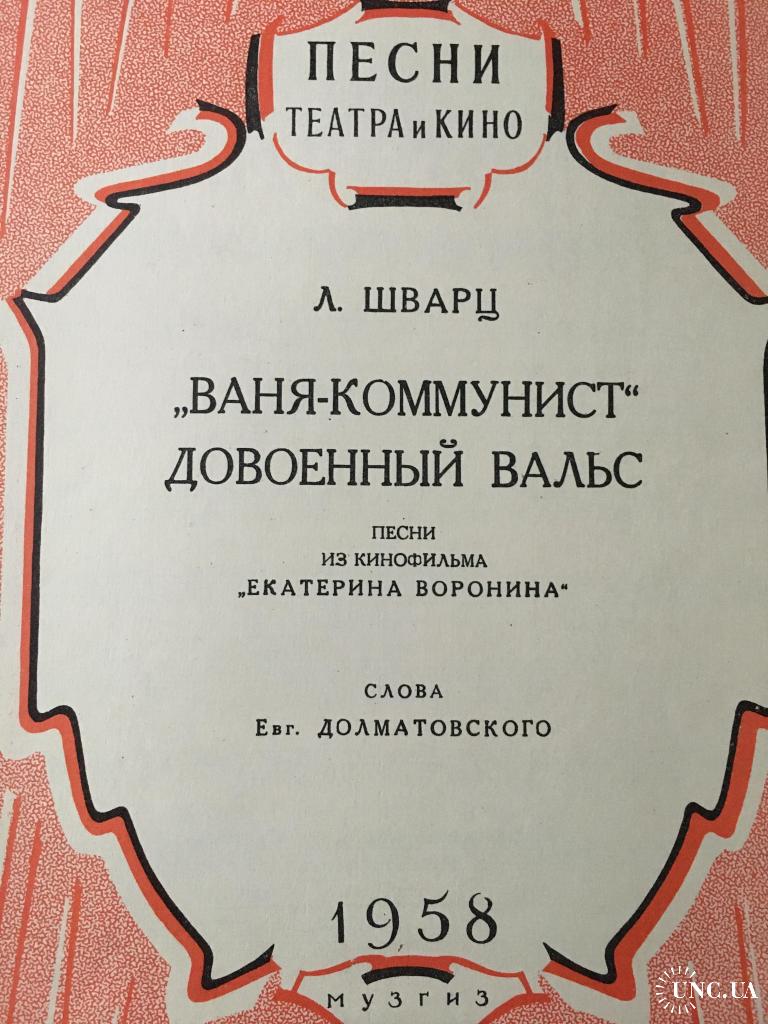 ПЕСНИ
ТЕАТРА и КИНО
Л. ШВАРЦ
„ВАНЯ-КОММУНИСТ“
ДОВОЕННЫЙ ВАЛЬС
ПЕСНИ
ИЗ КИНОФИЛЬМА
„ЕКАТЕРИНА ВОРОНИНА“
СЛОВА
Евг. ДОЛМАТОВСКОГО
1958
МУЗГИЗ
UNC.UA